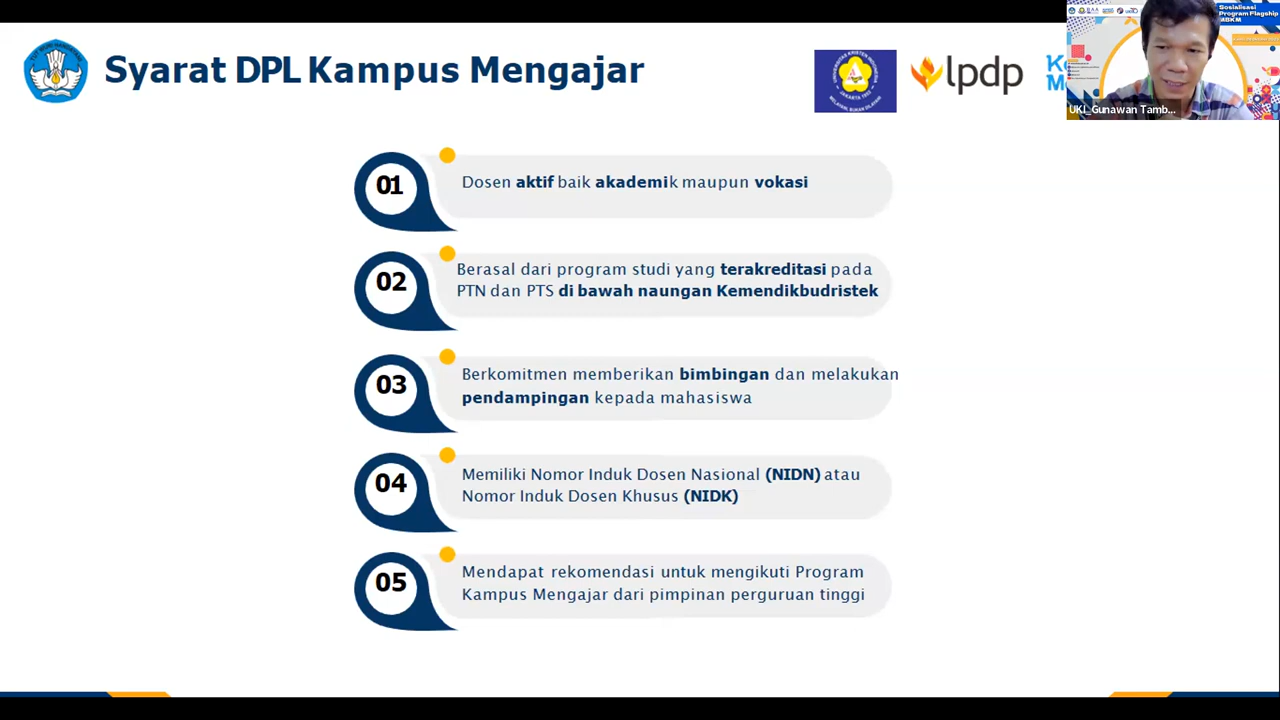 Syarat DPL Kampus Mengajar
lpdp
Sosialisasi
Program Flagship
MBKM
UKI_Gunawan Tamb...
01
Dosen aktif baik akademik maupun vokasi
02
Berasal dari program studi yang terakreditasi pada
PTN dan PTS di bawah naungan Kemendikbudristek
03
Berkomitmen memberikan bimbingan dan melakukan
pendampingan kepada mahasiswa
04
Memiliki Nomor Induk Dosen Nasional (NIDN) atau
Nomor Induk Dosen Khusus (NIDK)
05
Mendapat rekomendasi untuk mengikuti Program
Kampus Mengajar dari pimpinan perguruan tinggi